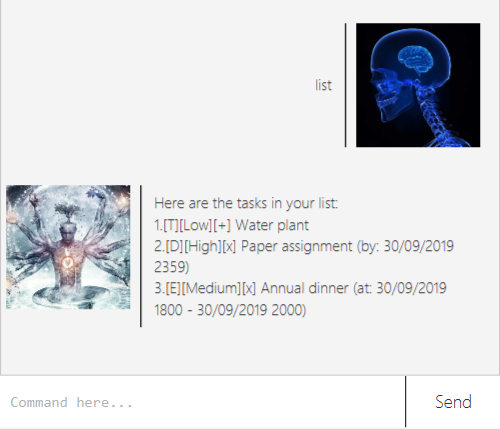 list
Here are the tasks in your list:
1.[T][Low][+] Water plant
2.[D][High][x] Paper assignment (by: 30/09/2019
2359)
3.[E][Medium][x] Annual dinner (at: 30/09/2019
1800 - 30/09/2019 2000)
Command here...
Send